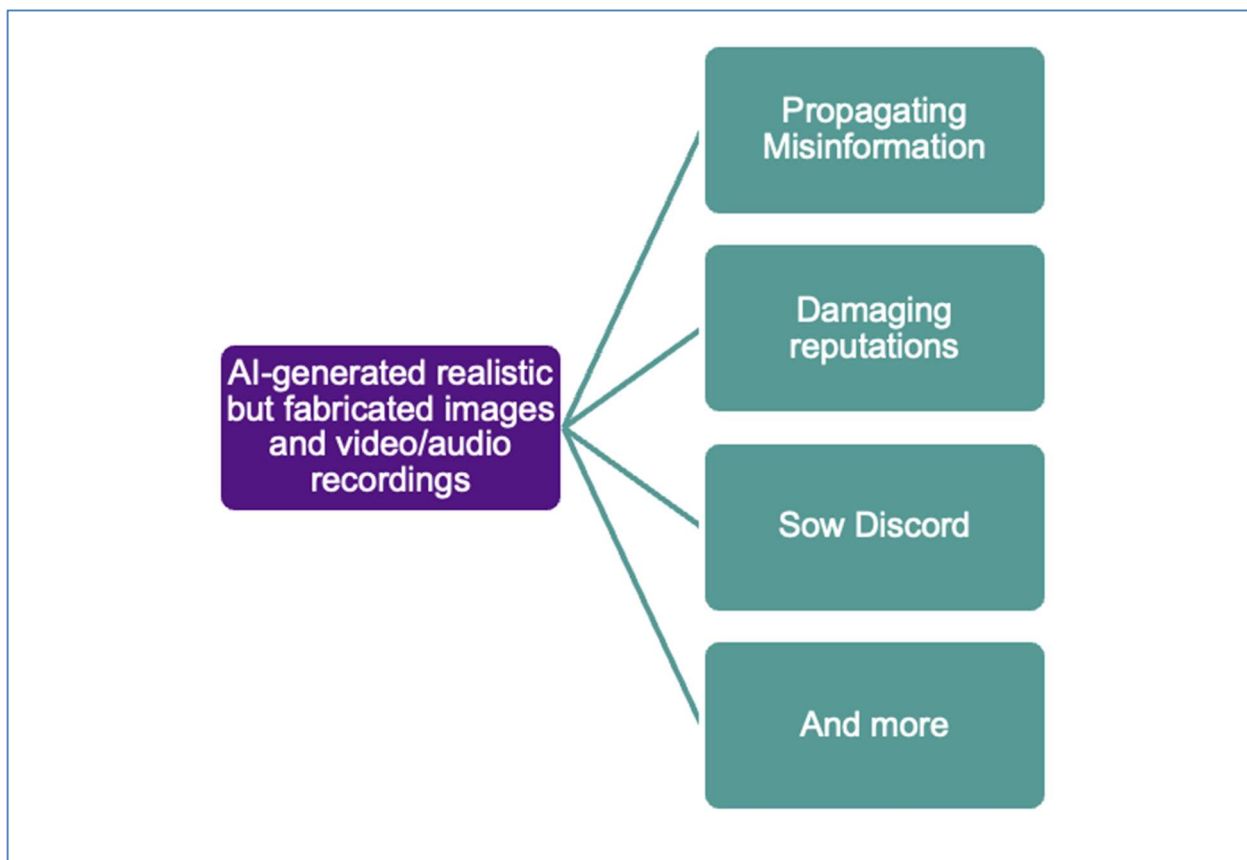 Propagating
Misinformation
Damaging
reputations
AI-generated realistic
but fabricated images
and video/audio
recordings
Sow Discord
And more